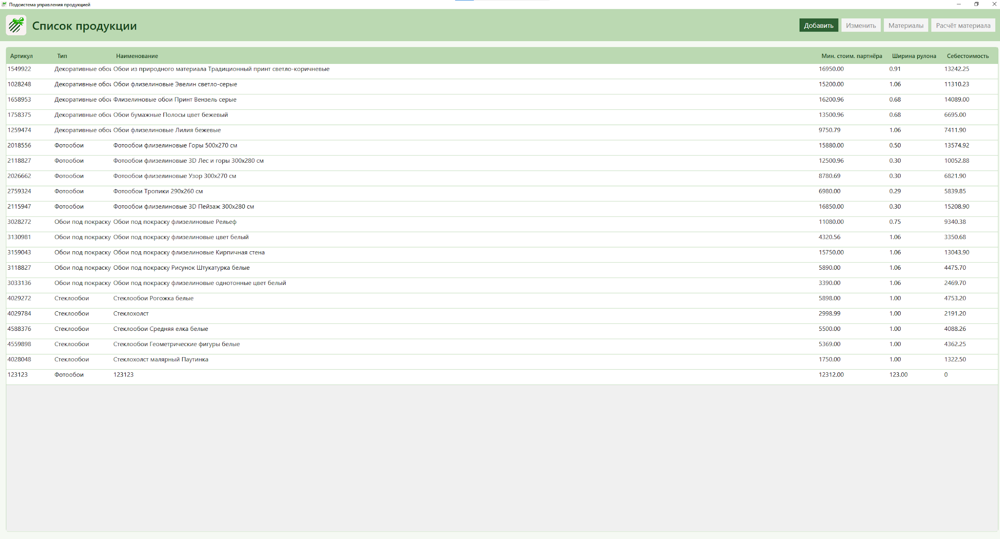 Подсистема управления продукцией
Список продукции
Добавить Изменить Материалы Расчёт материала
Артикул Тип Наименование Мин. стоим. партнёра Ширина рулона Себестоимость
1549922 Декоративные обои Обои из природного материала Традиционный принт светло-коричневые 16950.00 0.91 13242.25
1028248 Декоративные обои Обои флизелиновые Эвелин светло-серые 15200.00 1.06 11310.23
1658953 Декоративные обои Флизелиновые обои Принт Вензель серые 16200.96 0.68 14089.00
1758375 Декоративные обои Обои бумажные Полосы цвет бежевый 13500.96 0.68 6695.00
1259474 Декоративные обои Обои флизелиновые Лилия бежевые 9750.79 1.06 7411.90
2018556 Фотообои Фотообои флизелиновые Горы 500x270 см 15880.00 0.50 13574.92
2118827 Фотообои Фотообои флизелиновые 3D Лес и горы 300x280 см 12500.96 0.30 10052.88
2026662 Фотообои Фотообои флизелиновые Узор 300x270 см 8780.69 0.30 6821.90
2759324 Фотообои Фотообои Тропики 290x260 см 6980.00 0.29 5839.85
2115947 Фотообои Фотообои флизелиновые 3D Пейзаж 300x280 см 16850.00 0.30 15208.90
3028272 Обои под покраску Обои под покраску флизелиновые Рельеф 11080.00 0.75 9340.38
3130981 Обои под покраску Обои под покраску флизелиновые цвет белый 4320.56 1.06 3350.68
3159043 Обои под покраску Обои под покраску флизелиновые Кирпичная стена 15750.00 1.06 13043.90
3118827 Обои под покраску Обои под покраску Рисунок Штукатурка белые 5890.00 1.06 4475.70
3033136 Обои под покраску Обои под покраску флизелиновые однотонные цвет белый 3390.00 1.06 2469.70
4029272 Стеклообои Стеклообои Рогожка белые 5898.00 1.00 4753.20
4029784 Стеклообои Стеклохолст 2998.99 1.00 2191.20
4588376 Стеклообои Стеклообои Средняя елка белые 5500.00 1.00 4088.26
4559898 Стеклообои Стеклообои Геометрические фигуры белые 5369.00 1.00 4362.25
4028048 Стеклообои Стеклохолст малярный Паутинка 1750.00 1.00 1322.50
123123 Фотообои 123123 12312.00 123.00 0